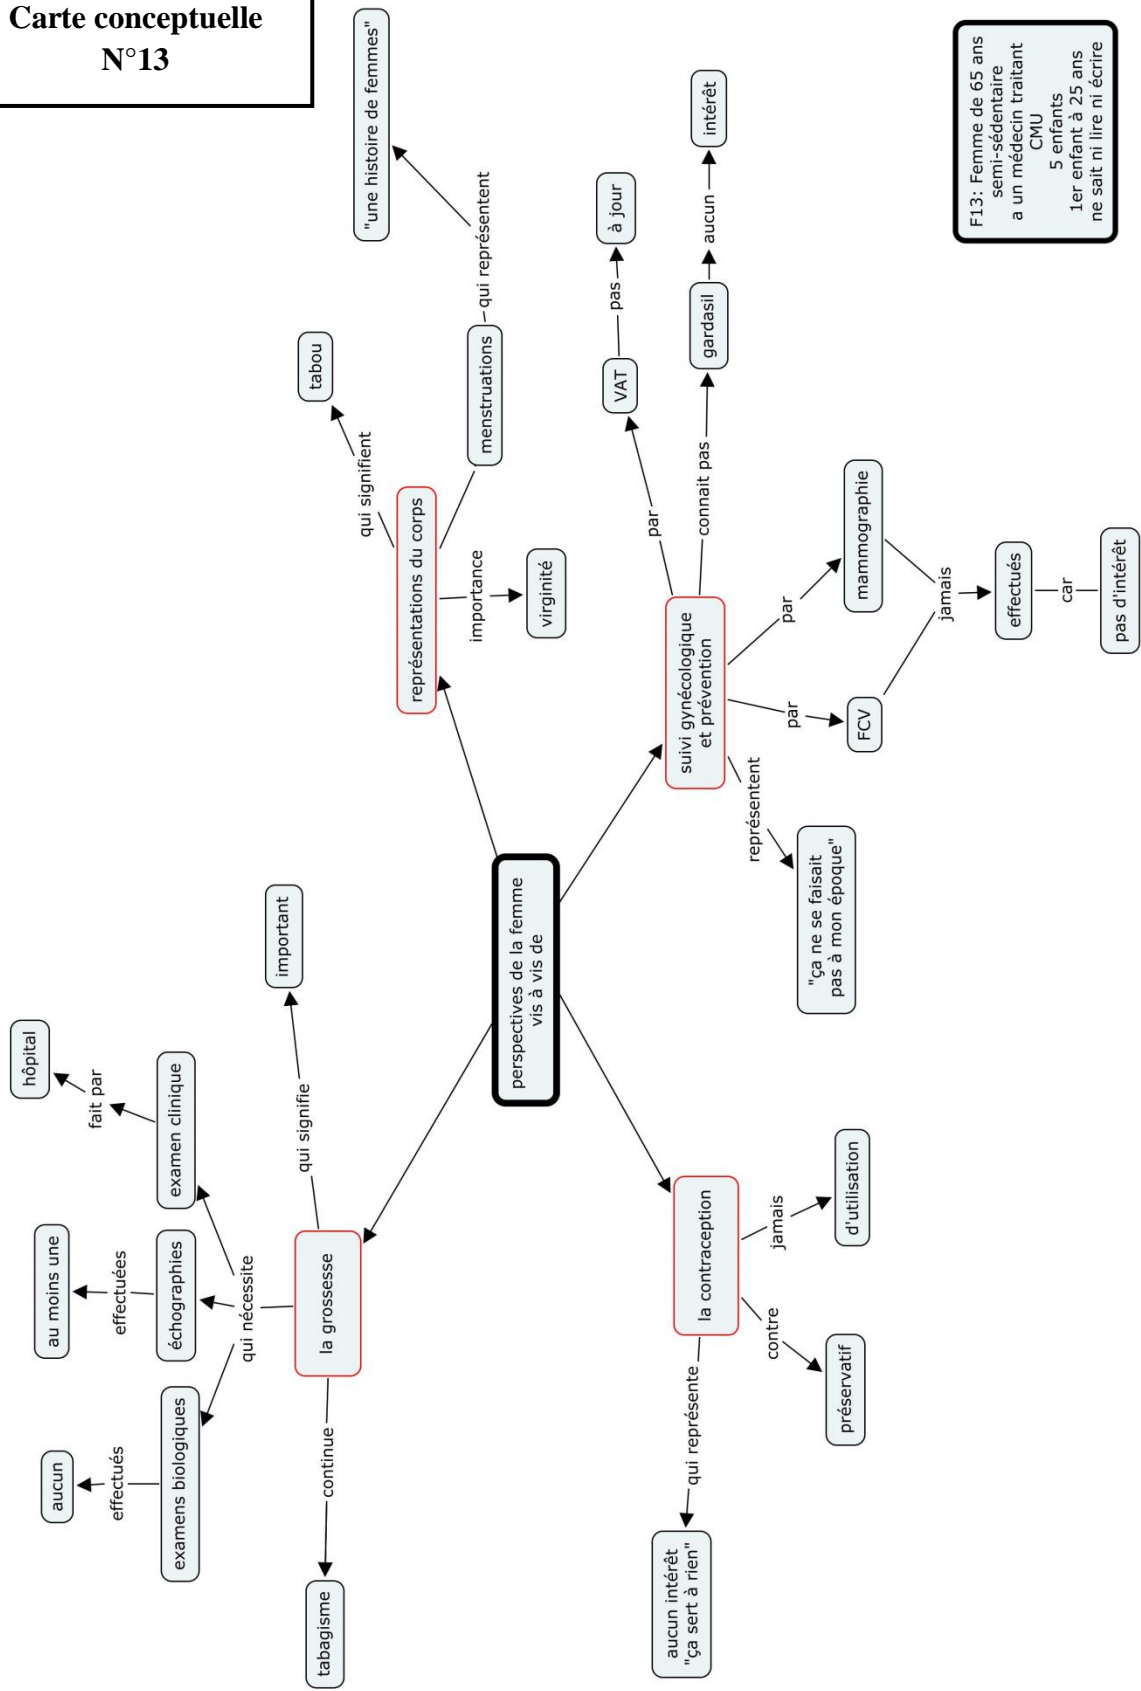 Carte conceptuelle
N°13
hôpital
fait par
examen clinique
au moins une
effectuées
échographies
aucun
effectués
examens biologiques
qui nécessite
important
qui signifie
la grossesse
continue
tabagisme
"une histoire de femmes"
qui représentent
menstruations
tabou
qui signifient
représentations du corps
importance
virginité
perspectives de la femme
vis à vis de
la contraception
qui représente
aucun intérêt
"ça sert à rien"
contre
préservatif
jamais
d'utilisation
suivi gynécologique
et prévention
par
VAT
pas
à jour
connait pas
gardasil
aucun
intérêt
par
mammographie
par
FCV
jamais
effectués
car
pas d'intérêt
représentent
"ça ne se faisait
pas à mon époque"
F13: Femme de 65 ans
semi-sédentaire
a un médecin traitant
CMU
5 enfants
1er enfant à 25 ans
ne sait ni lire ni écrire